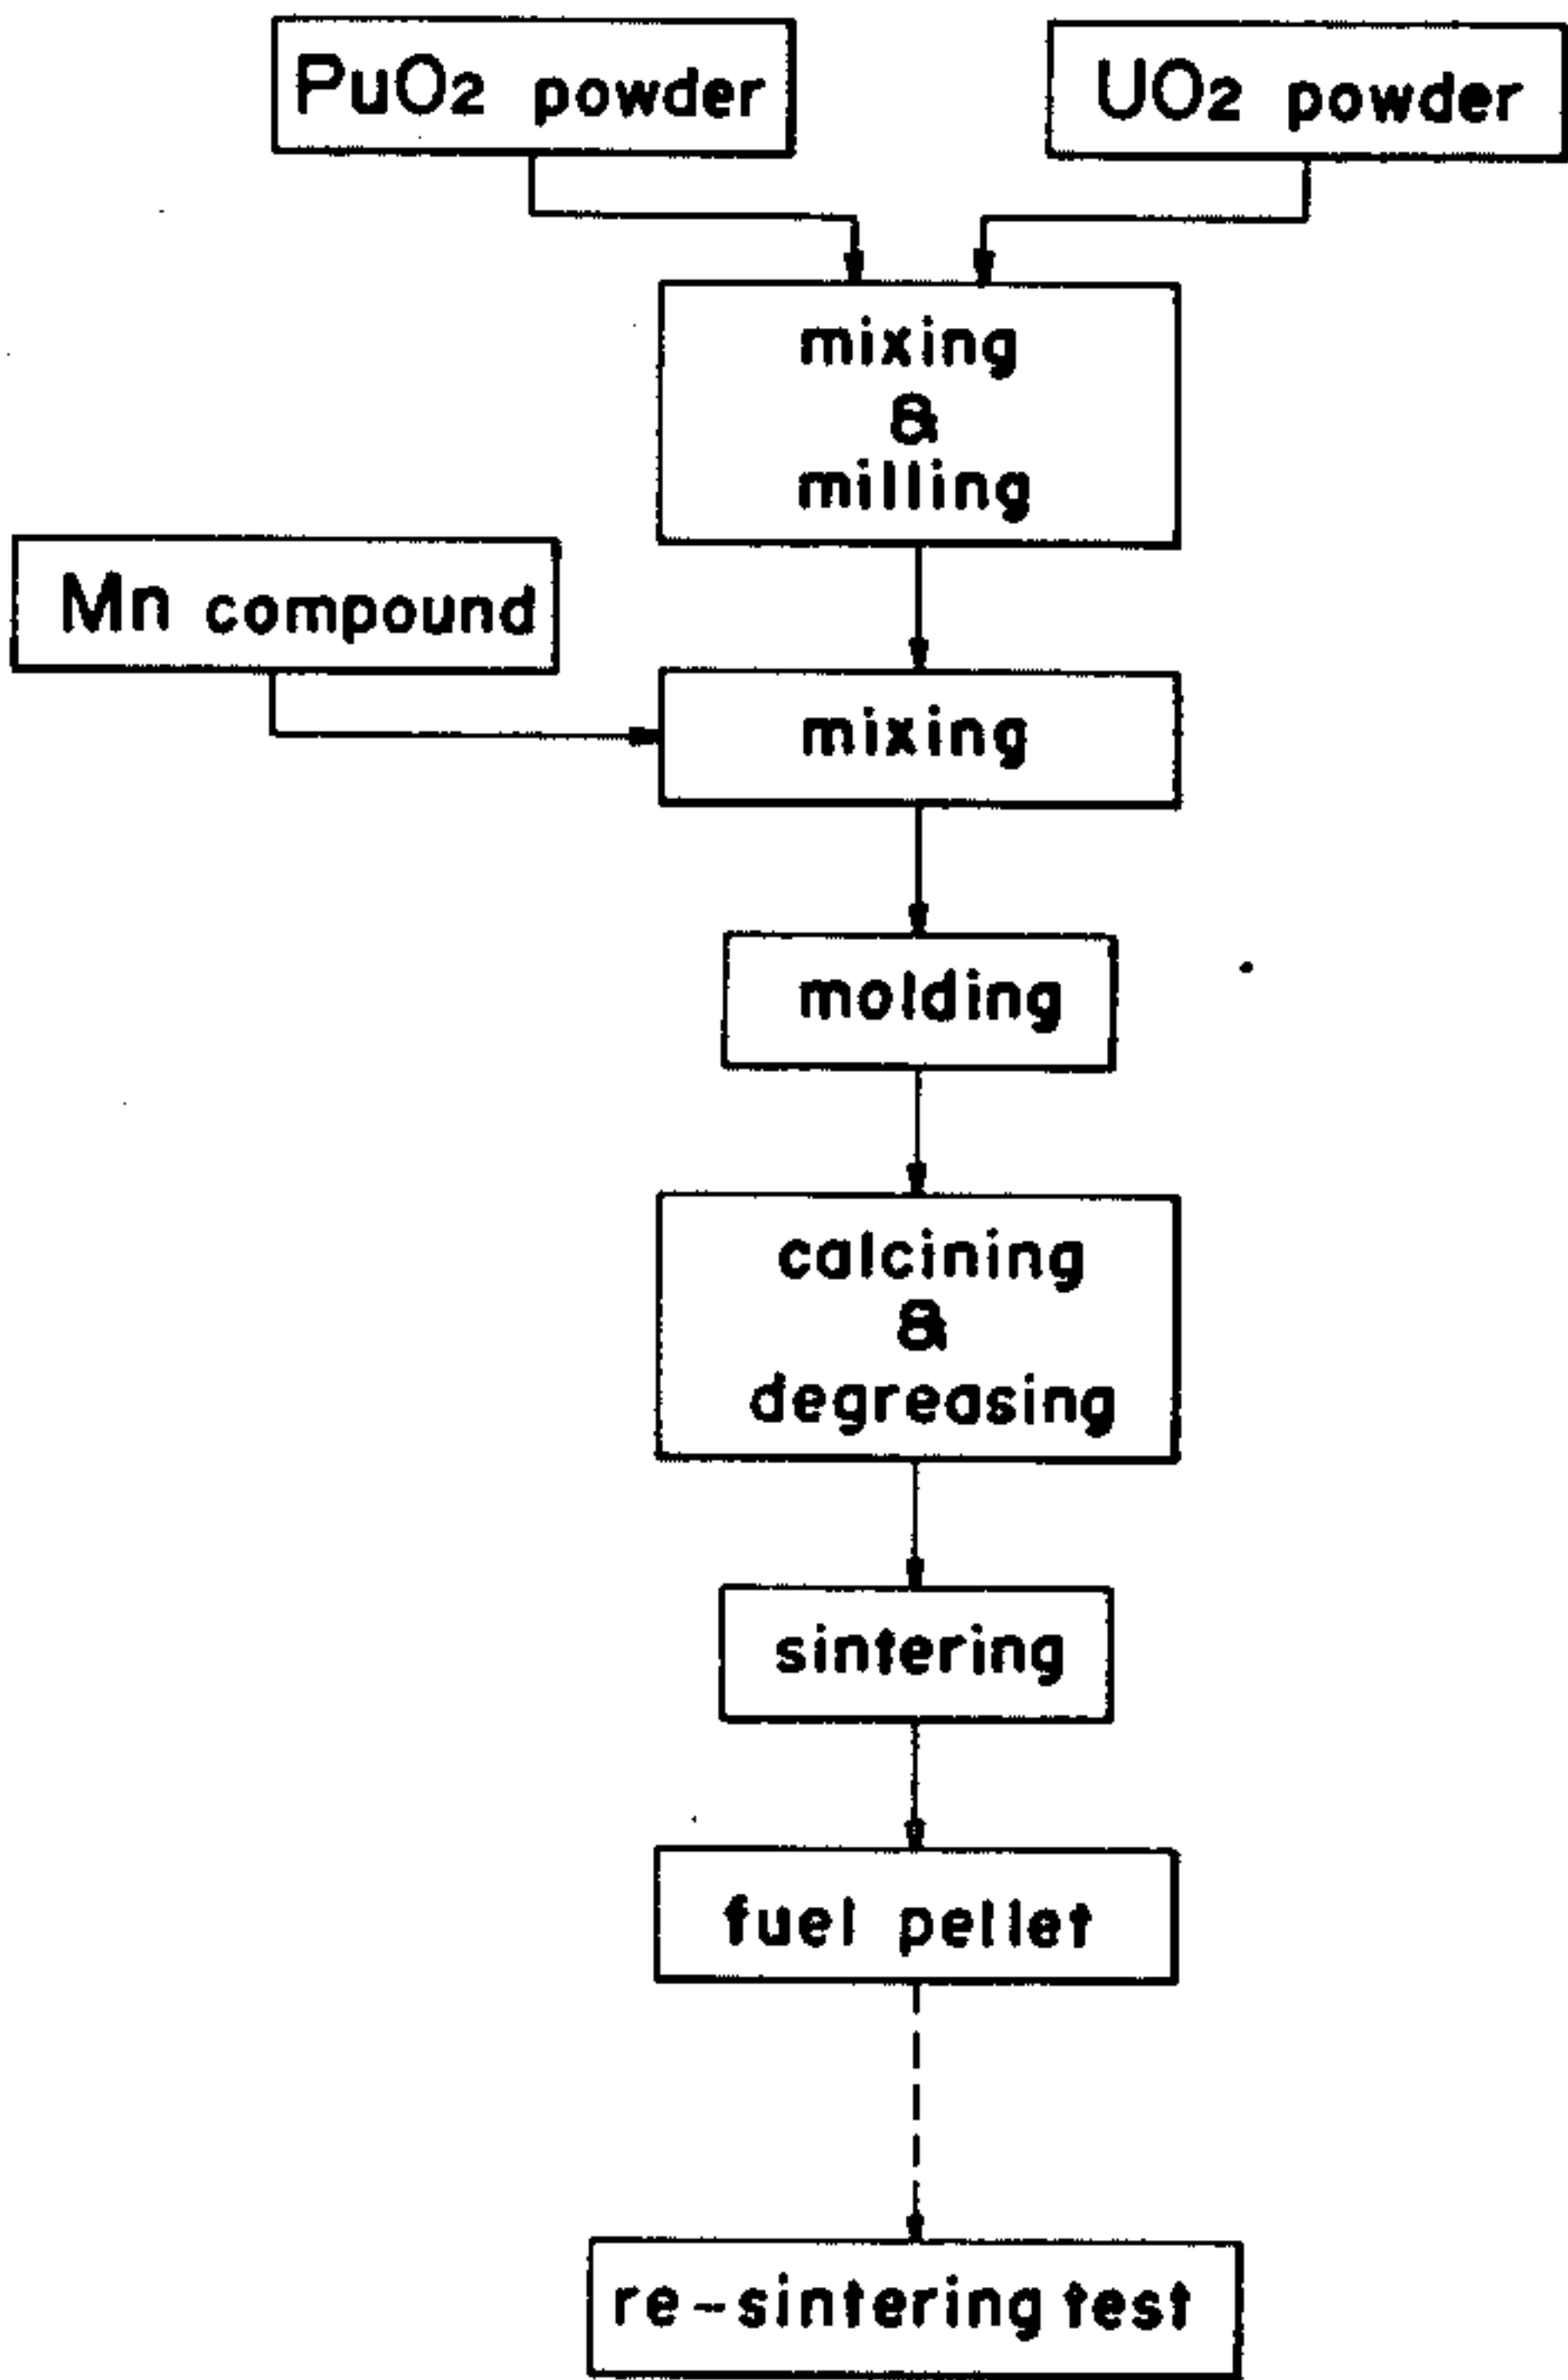 PuO2 powder
UO2 powder
mixing
&
milling
Mn compound
mixing
molding
calcining
&
degreasing
sintering
fuel pellet
re-sintering test